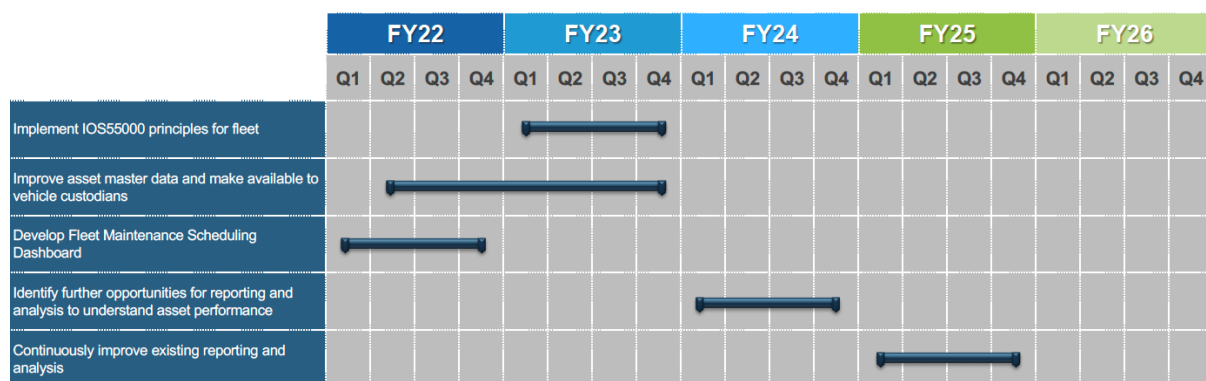 FY22 FY23 FY24 FY25 FY26
Q1 Q2 Q3 Q4 Q1 Q2 Q3 Q4 Q1 Q2 Q3 Q4 Q1 Q2 Q3 Q4 Q1 Q2 Q3 Q4
Implement IOS55000 principles for fleet
Improve asset master data and make available to
vehicle custodians
Develop Fleet Maintenance Scheduling
Dashboard
Identify further opportunities for reporting and
analysis to understand asset performance
Continuously improve existing reporting and
analysis